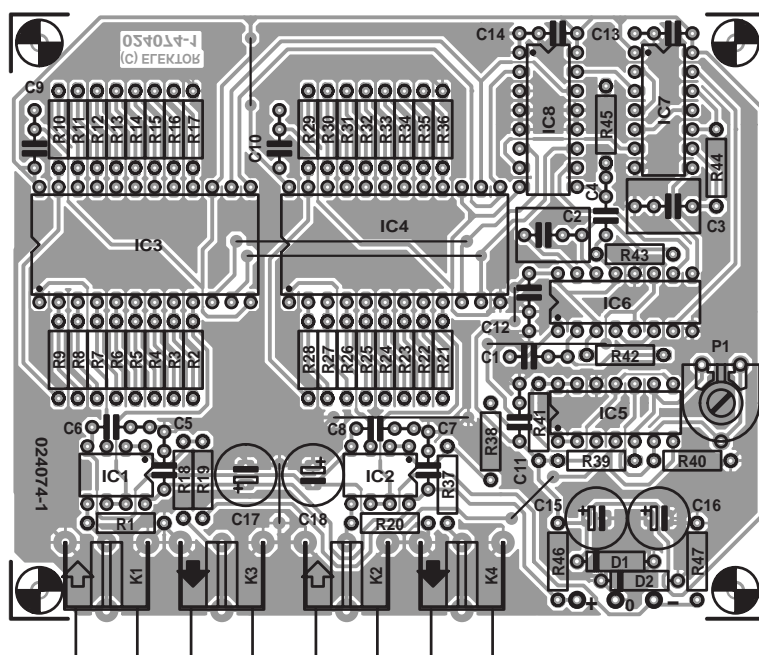 024074-1
(C) ELEKTOR
C14
C13
C9
R10
R11
R12
R13
R14
R15
R16
R17
C10
R29
R30
R31
R32
R33
R34
R35
R36
IC8
R45
IC7
R44
C4
C2
C3
IC3
IC4
R43
IC6
C12
R9
R8
R7
R6
R5
R4
R3
R2
R28
R27
R26
R25
R24
R23
R22
R21
C1
R42
P1
C6
C5
C8
C7
R38
C11
R41
IC5
024074-1
IC1
R18
R19
IC2
R37
R39
R40
R1
C17
C18
R20
C15
C16
R46
D1
R47
D2
K1
K3
K2
K4
+ 0 -